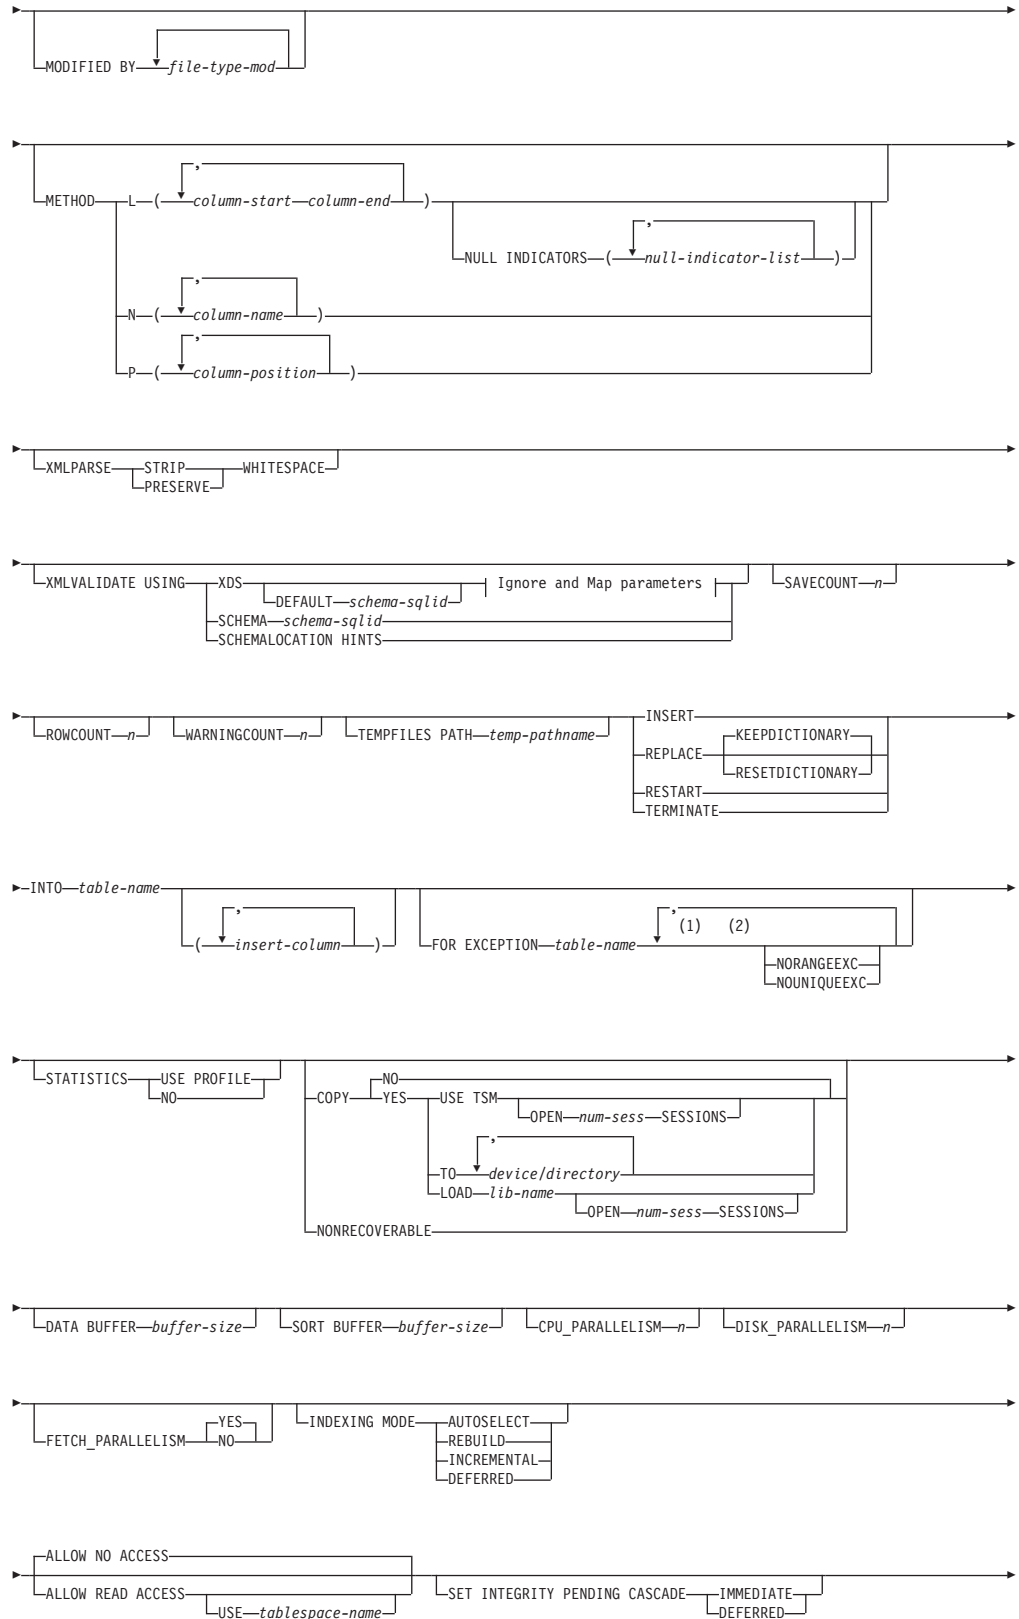 MODIFIED BY file-type-mod
,
METHOD L ( column-start column-end )
,
NULL INDICATORS ( null-indicator-list )
,
N ( column-name )
,
P ( column-position )
XMLPARSE STRIP WHITESPACE
PRESERVE
XMLVALIDATE USING XDS Ignore and Map parameters SAVECOUNT n
DEFAULT schema-sqlid
SCHEMA schema-sqlid
SCHEMALOCATION HINTS
ROWCOUNT n WARNINGCOUNT n TEMPFILES PATH temp-pathname INSERT
KEEPDICTIONARY
REPLACE
RESETDICTIONARY
RESTART
TERMINATE
INTO table-name
, ,
(1) (2)
( insert-column ) FOR EXCEPTION table-name
NORANGEEXC
NOUNIQUEEXC
STATISTICS USE PROFILE
NO
NO
COPY YES USE TSM
OPEN num-sess SESSIONS
,
TO device/directory
LOAD lib-name
OPEN num-sess SESSIONS
NONRECOVERABLE
DATA BUFFER buffer-size SORT BUFFER buffer-size CPU_PARALLELISM n DISK_PARALLELISM n
YES
FETCH_PARALLELISM NO
INDEXING MODE AUTOSELECT
REBUILD
INCREMENTAL
DEFERRED
ALLOW NO ACCESS
ALLOW READ ACCESS
USE tablespace-name
SET INTEGRITY PENDING CASCADE IMMEDIATE
DEFERRED